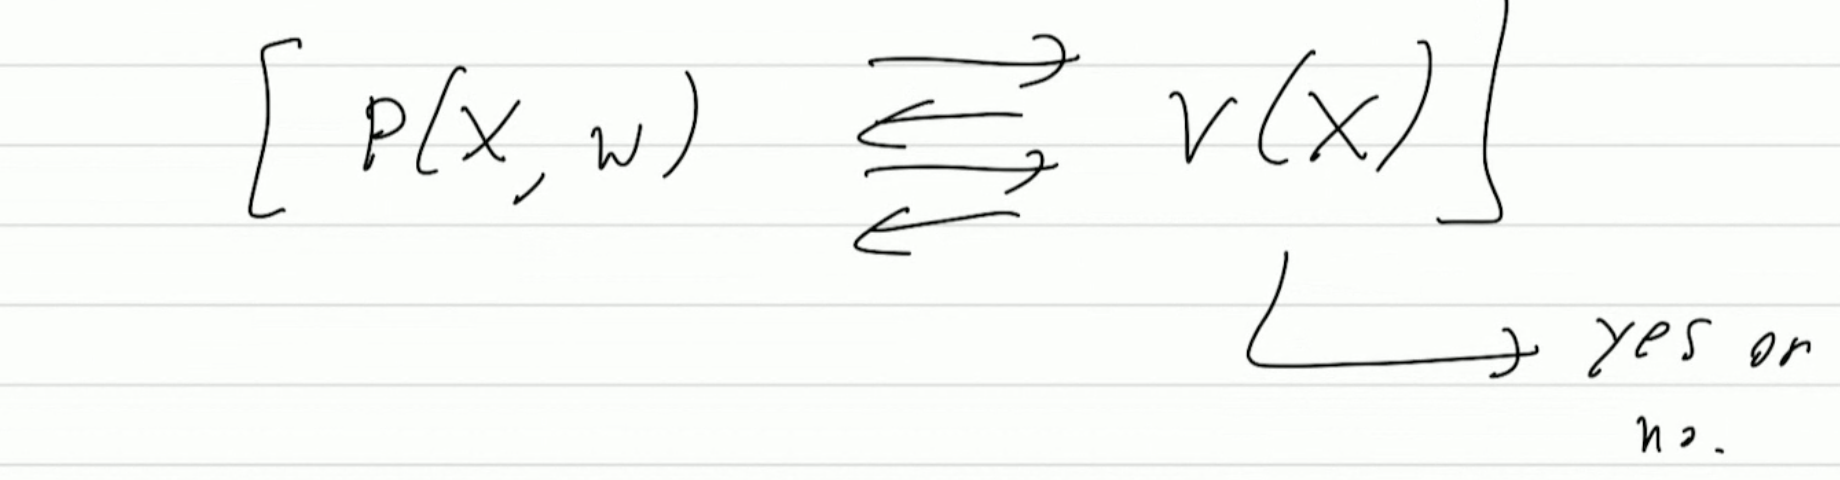 [ P(X, w) ⇄ ⇄ V(X) ]
yes or
no.